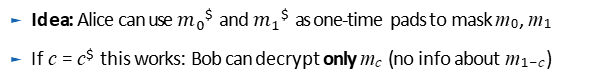 ► Idea: Alice can use m₀$ and m₁$ as one-time pads to mask m₀, m₁
► If c = c$ this works: Bob can decrypt only m_c (no info about m₁₋c)